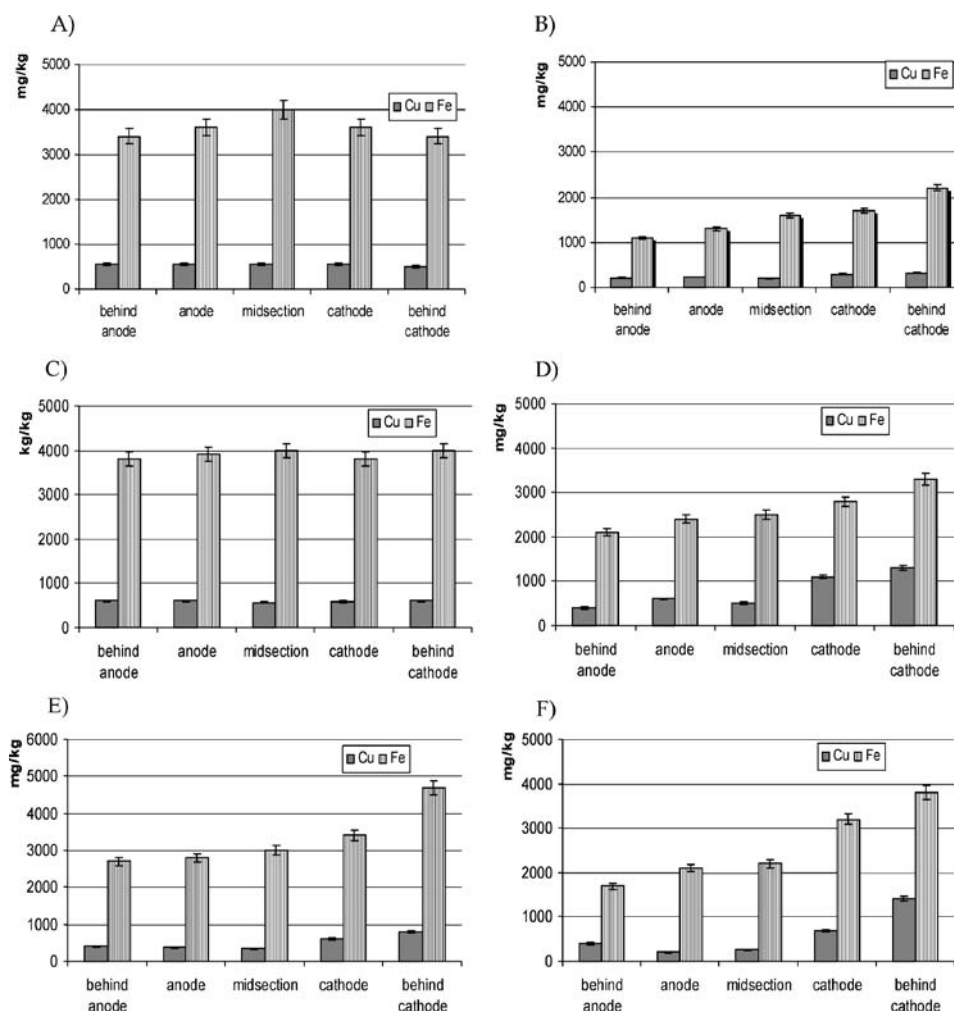 A)
mg/kg
5000
4000
3000
2000
1000
0
Cu Fe
behind anode midsection cathode behind
anode cathode
B)
mg/kg
5000
4000
3000
2000
1000
0
Cu Fe
behind anode midsection cathode behind
anode cathode
C)
kg/kg
5000
4000
3000
2000
1000
0
Cu Fe
behind anode midsection cathode behind
anode cathode
D)
mg/kg
5000
4000
3000
2000
1000
0
Cu Fe
behind anode midsection cathode behind
anode cathode
E)
mg/kg
6000
5000
4000
3000
2000
1000
0
Cu Fe
behind anode midsection cathode behind
anode cathode
F)
mg/kg
5000
4000
3000
2000
1000
0
Cu Fe
behind anode midsection cathode behind
anode cathode